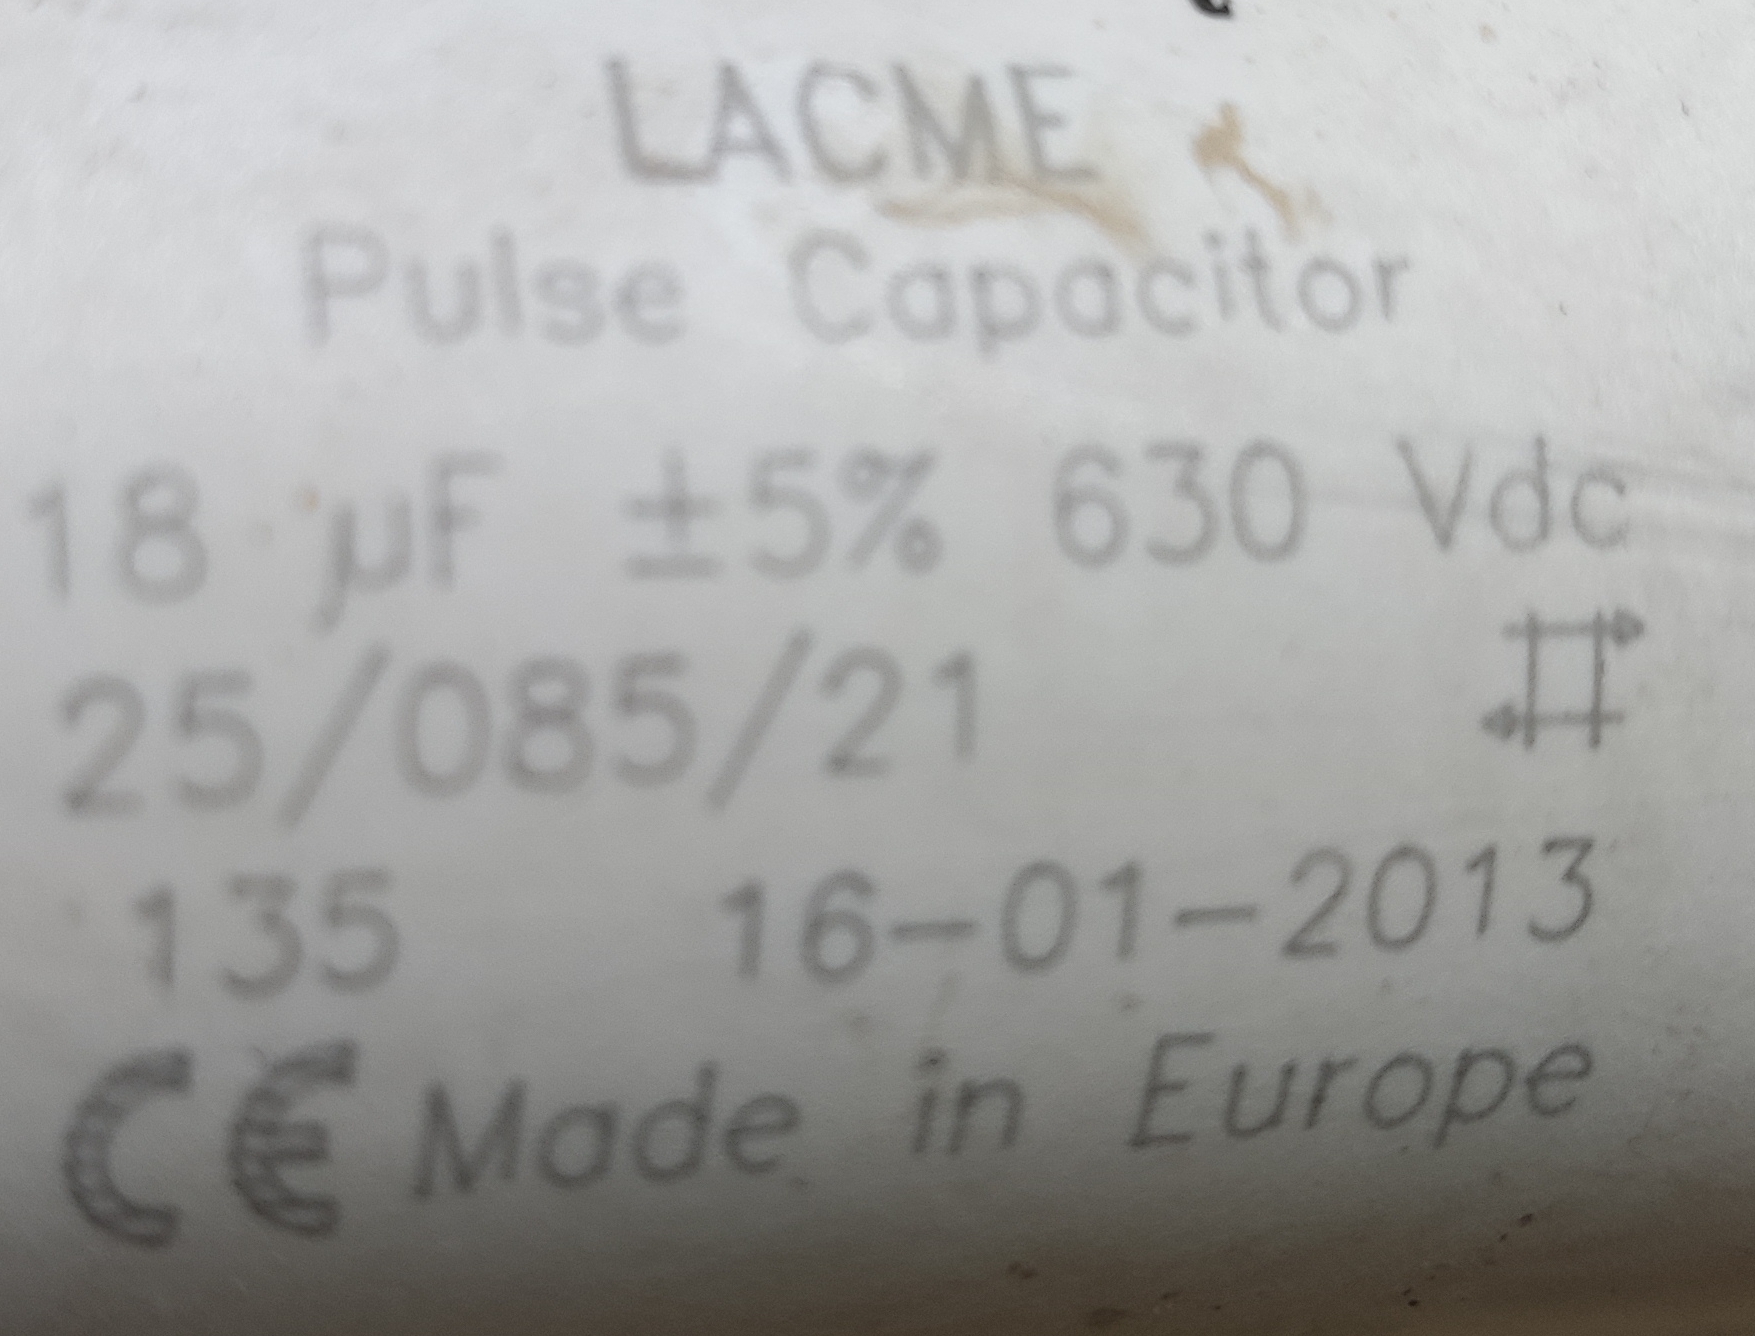 LACME
Pulse Capacitor
18 µF ±5% 630 Vdc
25/085/21
135 16-01-2013
CE Made in Europe